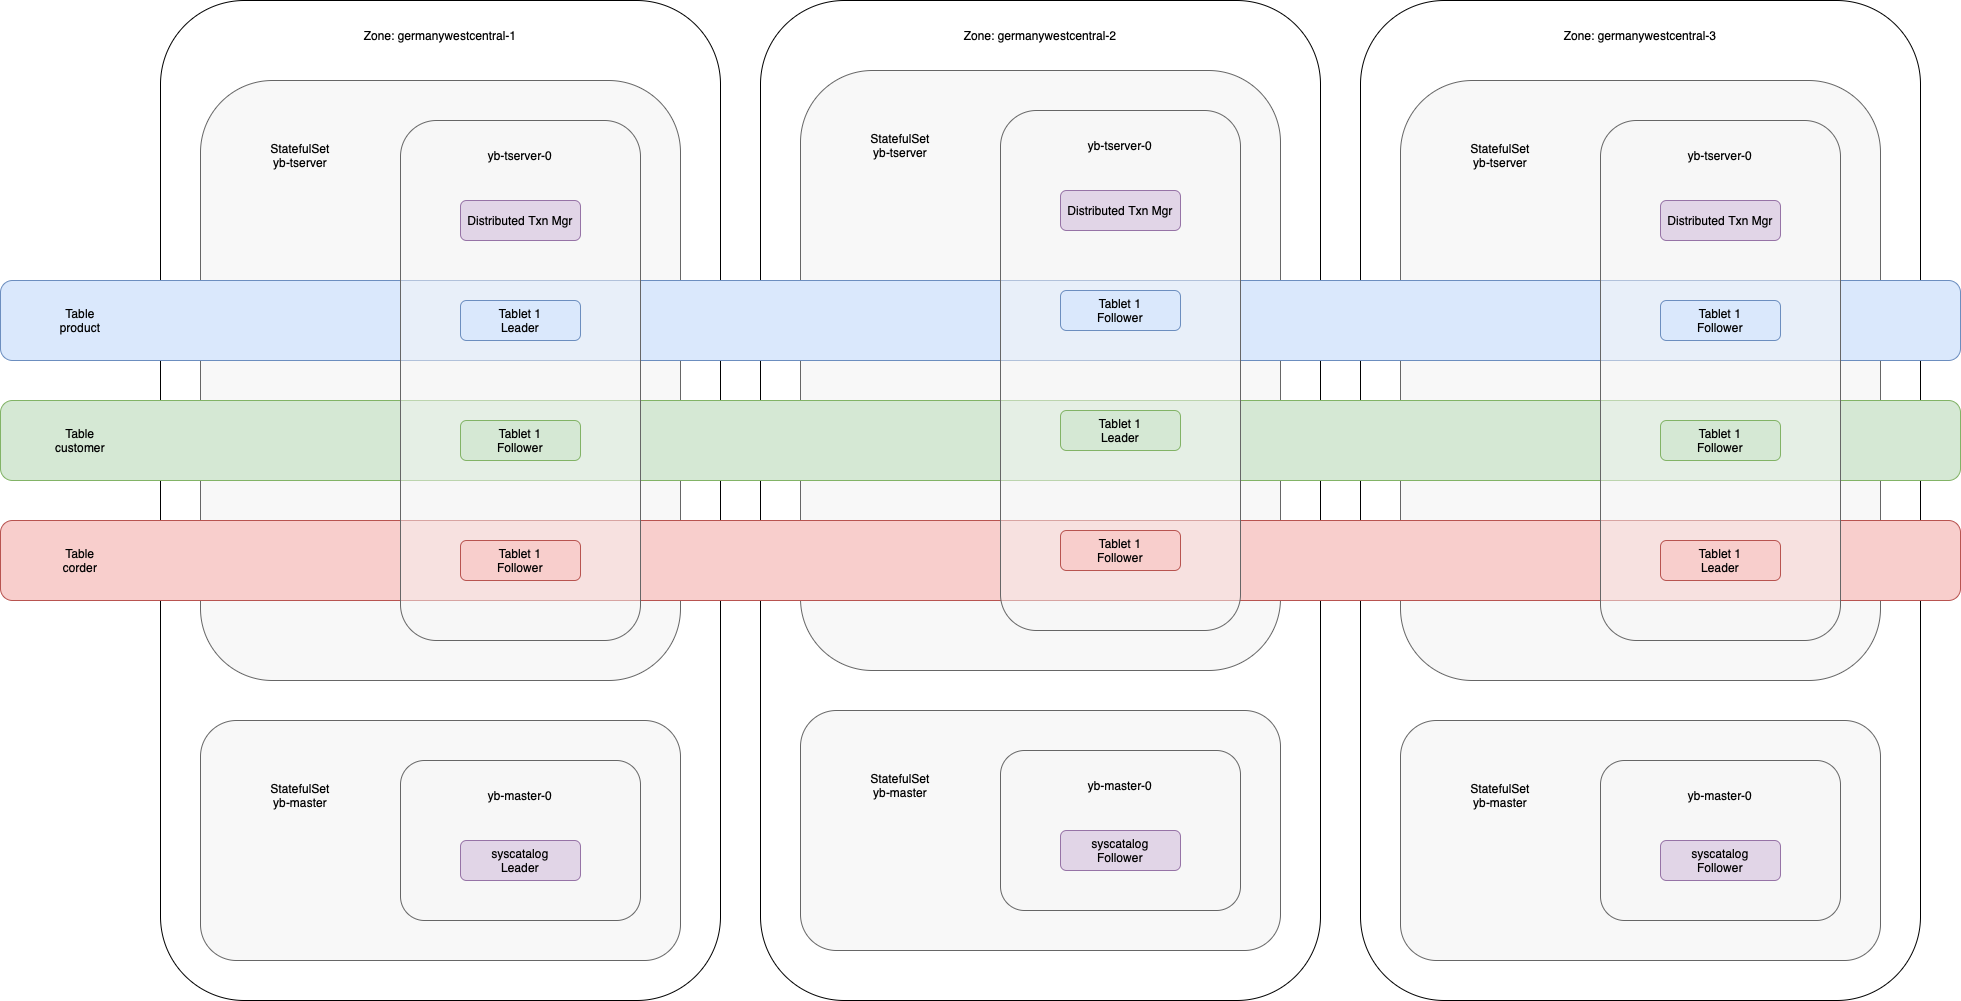 Zone: germanywestcentral-1
Zone: germanywestcentral-2
Zone: germanywestcentral-3
StatefulSet
yb-tserver
yb-tserver-0
StatefulSet
yb-tserver
yb-tserver-0
StatefulSet
yb-tserver
yb-tserver-0
Distributed Txn Mgr
Distributed Txn Mgr
Distributed Txn Mgr
Table
product
Tablet 1
Leader
Tablet 1
Follower
Tablet 1
Follower
Table
customer
Tablet 1
Follower
Tablet 1
Leader
Tablet 1
Follower
Table
corder
Tablet 1
Follower
Tablet 1
Follower
Tablet 1
Leader
StatefulSet
yb-master
yb-master-0
StatefulSet
yb-master
yb-master-0
StatefulSet
yb-master
yb-master-0
syscatalog
Leader
syscatalog
Follower
syscatalog
Follower